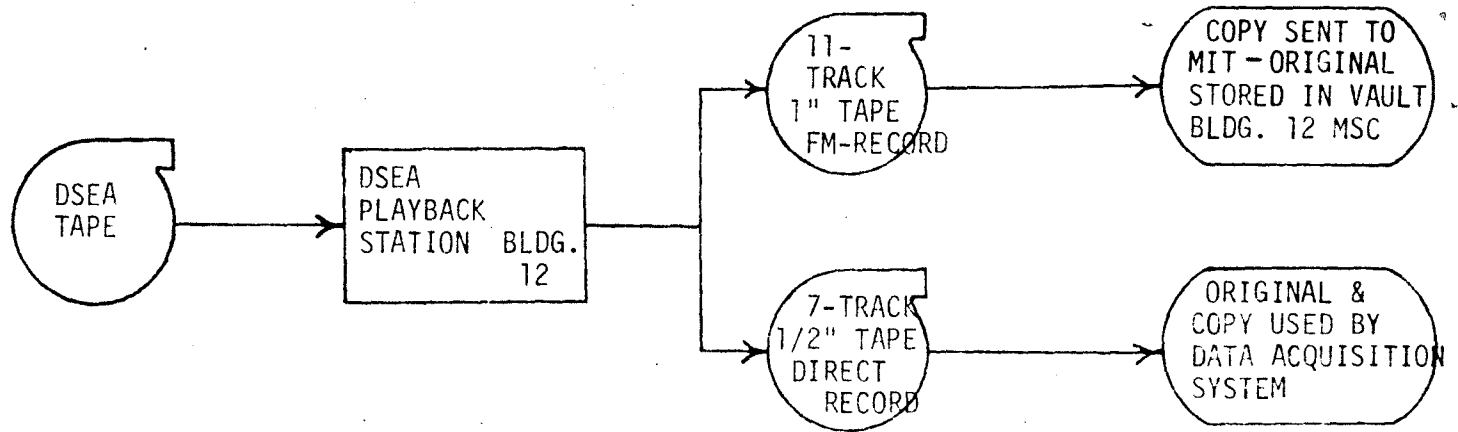 DSEA
TAPE
DSEA
PLAYBACK
STATION BLDG.
12
11-
TRACK
1" TAPE
FM-RECORD
COPY SENT TO
MIT - ORIGINAL
STORED IN VAULT
BLDG. 12 MSC
7-TRACK
1/2" TAPE
DIRECT
RECORD
ORIGINAL &
COPY USED BY
DATA ACQUISITION
SYSTEM